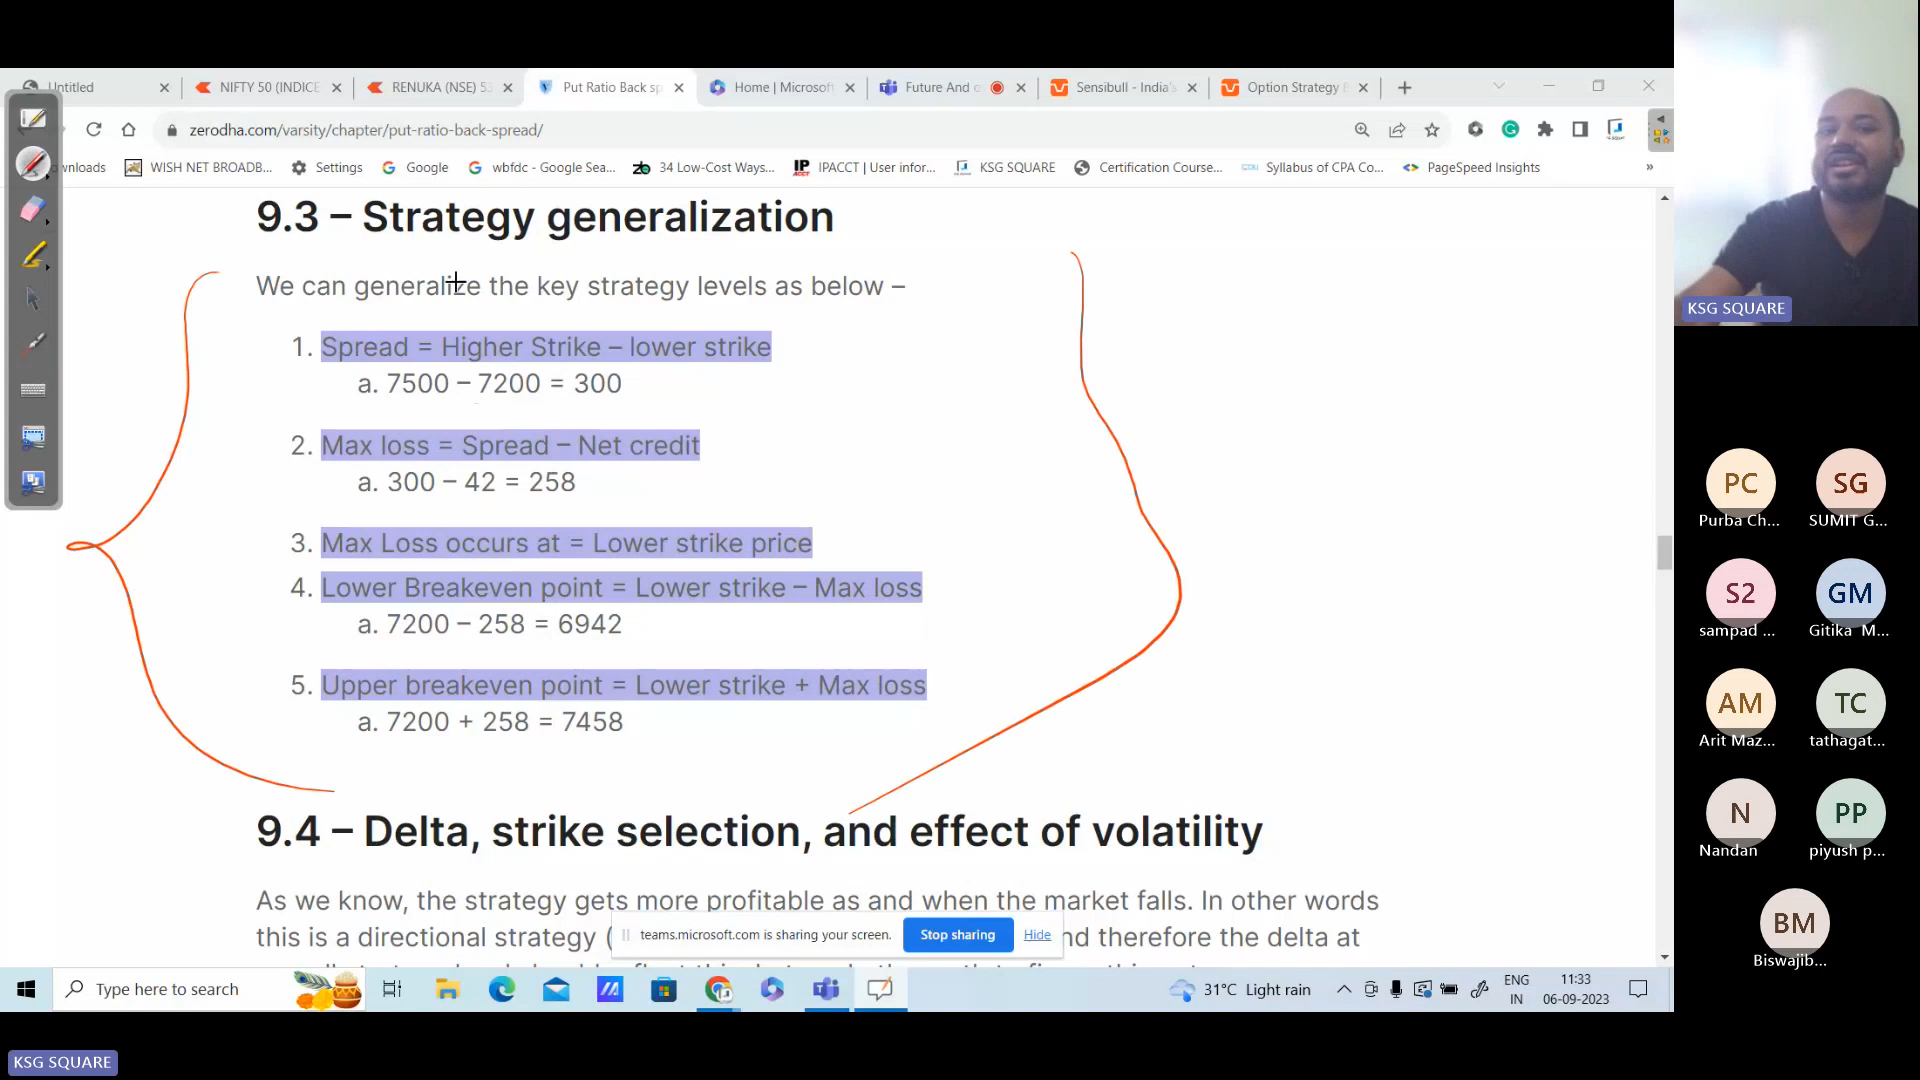 Untitled
NIFTY 50 (INDICE
RENUKA (NSE) 53
Put Ratio Back sp
Home | Microsoft
Future And o
Sensibull - India's
Option Strategy B
zerodha.com/varsity/chapter/put-ratio-back-spread/
wnloads
WISH NET BROADB...
Settings
Google
wbfdc - Google Sea...
34 Low-Cost Ways...
IPACCT | User infor...
KSG SQUARE
Certification Course...
Syllabus of CPA Co...
PageSpeed Insights
»
9.3 – Strategy generalization
We can generalize the key strategy levels as below –
1. Spread = Higher Strike – lower strike
a. 7500 – 7200 = 300
2. Max loss = Spread – Net credit
a. 300 – 42 = 258
3. Max Loss occurs at = Lower strike price
4. Lower Breakeven point = Lower strike – Max loss
a. 7200 – 258 = 6942
5. Upper breakeven point = Lower strike + Max loss
a. 7200 + 258 = 7458
9.4 – Delta, strike selection, and effect of volatility
As we know, the strategy gets more profitable as and when the market falls. In other words
this is a directional strategy ( nd therefore the delta at
teams.microsoft.com is sharing your screen.
Stop sharing
Hide
Type here to search
31°C Light rain
ENG
IN
11:33
06-09-2023
KSG SQUARE
KSG SQUARE
PC
Purba Ch...
SG
SUMIT G...
S2
sampad ...
GM
Gitika M...
AM
Arit Maz...
TC
tathagat...
N
Nandan
PP
piyush p...
BM
Biswajib...